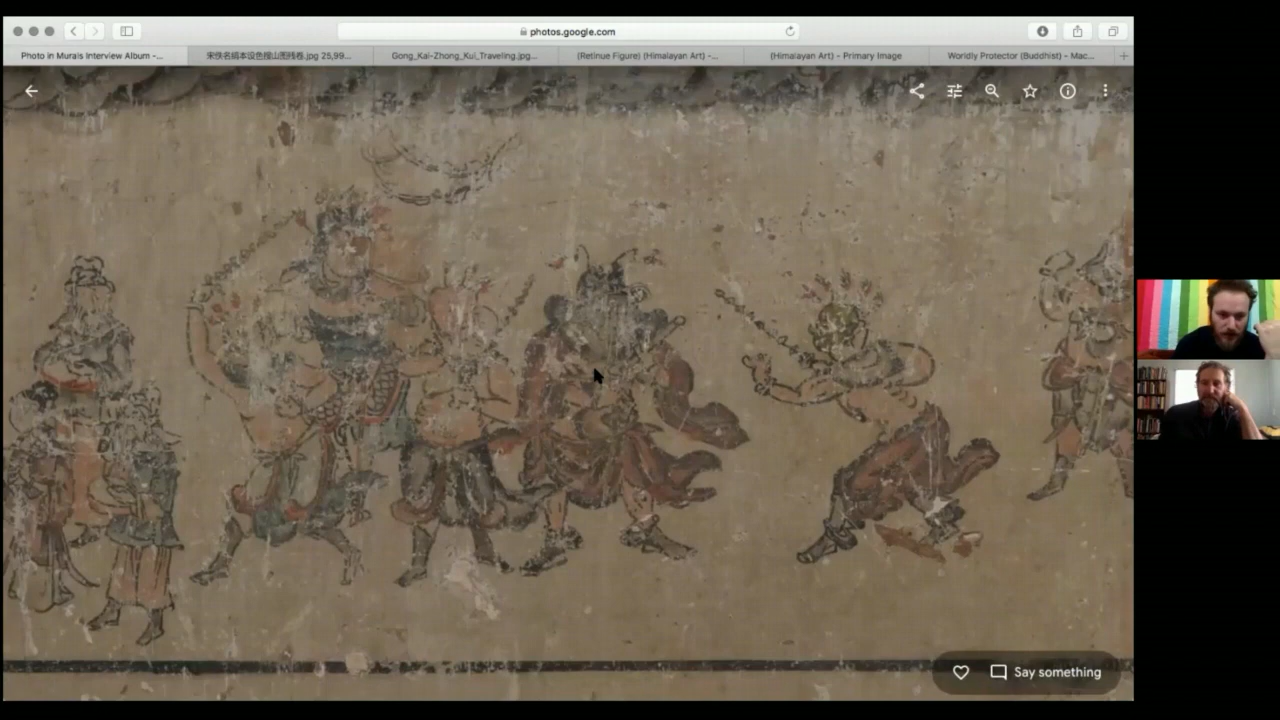 photos.google.com
Photo in Murals Interview Album –...
宋佚名绢本设色搜山图残卷.jpg 25,99...
Gong_Kai-Zhong_Kui_Traveling.jpg...
(Retinue Figure) (Himalayan Art) –...
(Himalayan Art) – Primary Image
Worldly Protector (Buddhist) – Mac...
Say something